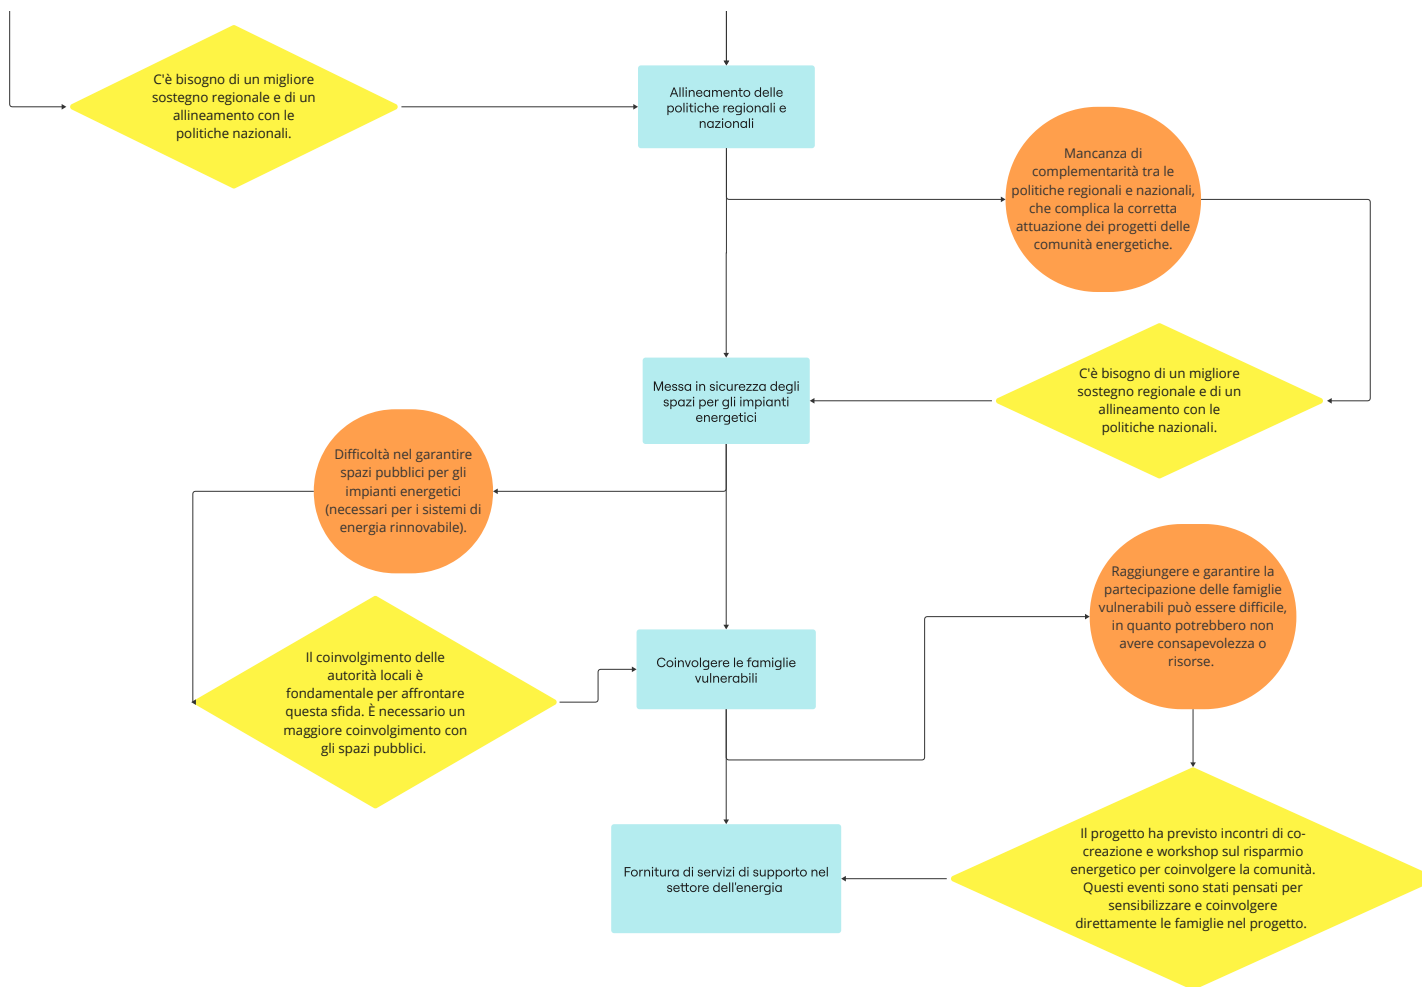 C'è bisogno di un migliore
sostegno regionale e di un
allineamento con le
politiche nazionali.
Allineamento delle
politiche regionali e
nazionali
Mancanza di
complementarità tra le
politiche regionali e nazionali,
che complica la corretta
attuazione dei progetti delle
comunità energetiche.
Messa in sicurezza degli
spazi per gli impianti
energetici
C'è bisogno di un migliore
sostegno regionale e di un
allineamento con le
politiche nazionali.
Difficoltà nel garantire
spazi pubblici per gli
impianti energetici
(necessari per i sistemi di
energia rinnovabile).
Raggiungere e garantire la
partecipazione delle famiglie
vulnerabili può essere difficile,
in quanto potrebbero non
avere consapevolezza o
risorse.
Il coinvolgimento delle
autorità locali è
fondamentale per affrontare
questa sfida. È necessario un
maggiore coinvolgimento con
gli spazi pubblici.
Coinvolgere le famiglie
vulnerabili
Fornitura di servizi di supporto nel
settore dell'energia
Il progetto ha previsto incontri di co-
creazione e workshop sul risparmio
energetico per coinvolgere la comunità.
Questi eventi sono stati pensati per
sensibilizzare e coinvolgere
direttamente le famiglie nel progetto.